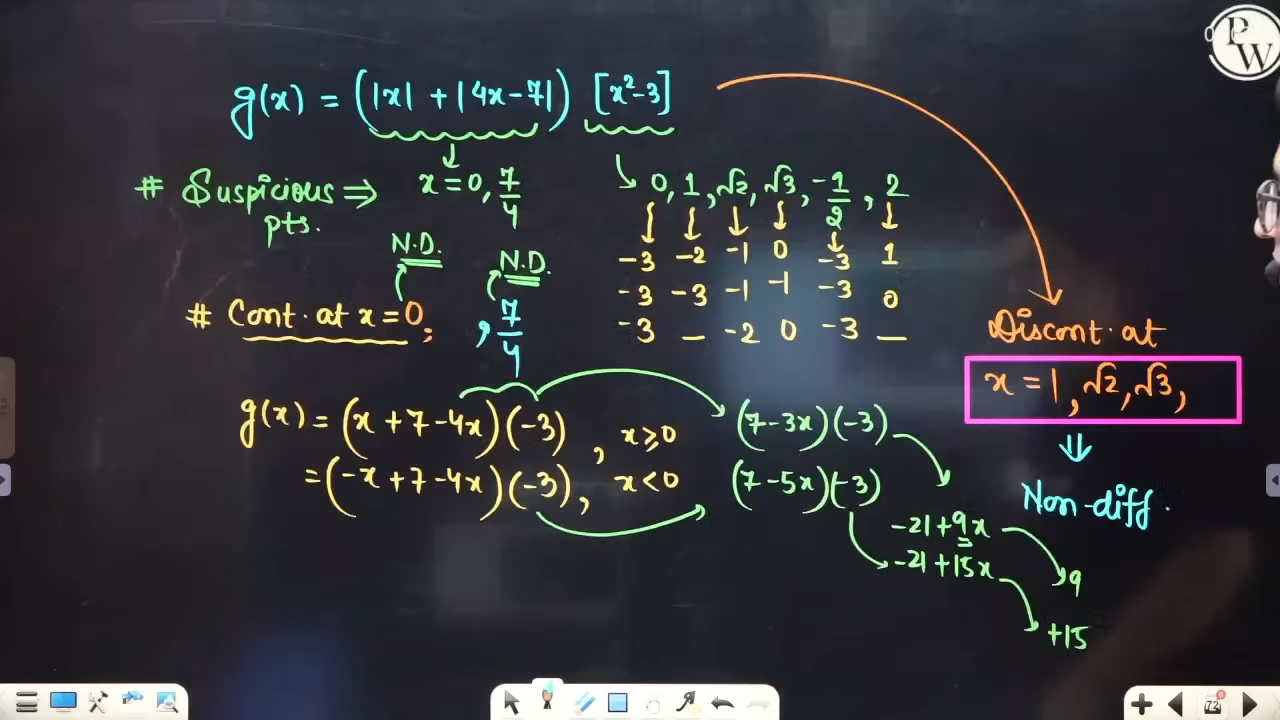 PW
g(x) = (|x| + |4x-7|) [x²-3]
# Suspicious pts. ⇒ x = 0, 7/4
0, 1, √2, √3, -1/2, 2
-3 -2 -1 0 -3 1
-3 -3 -1 -1 -3 0
-3 _ -2 0 -3 _
N.D. N.D.
# Cont. at x = 0; , 7/4
Discont. at
x = 1, √2, √3,
Non-diff.
g(x) = (x + 7 - 4x)(-3) , x ≥ 0
= (-x + 7 - 4x)(-3), x < 0
(7-3x)(-3)
(7-5x)(-3)
-21 + 9x
-21 + 15x
9
+15